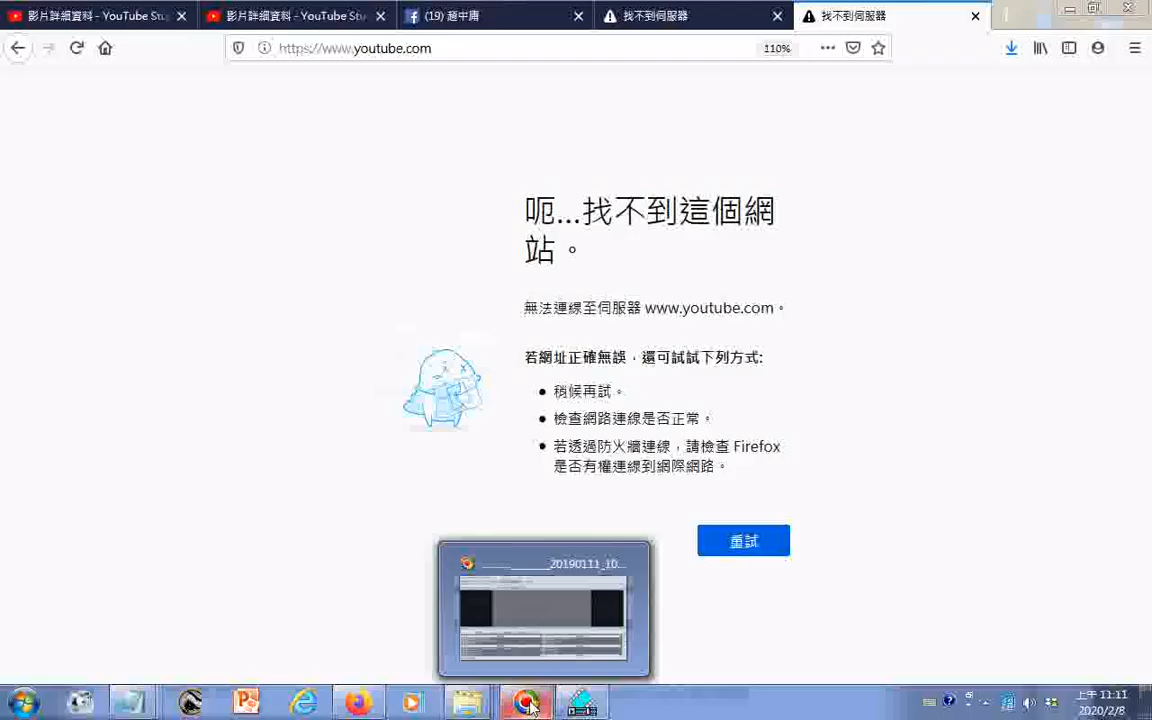 影片詳細資料 - YouTube Stu
影片詳細資料 - YouTube Stu
(19) 趙中庸
找不到伺服器
找不到伺服器
https://www.youtube.com
110%
呃...找不到這個網
站。
無法連線至伺服器 www.youtube.com。
若網址正確無誤，還可試試下列方式:
稍候再試。
檢查網路連線是否正常。
若透過防火牆連線，請檢查 Firefox
是否有權連線到網際網路。
重試
_20190111_10...
上午 11:11
2020/2/8